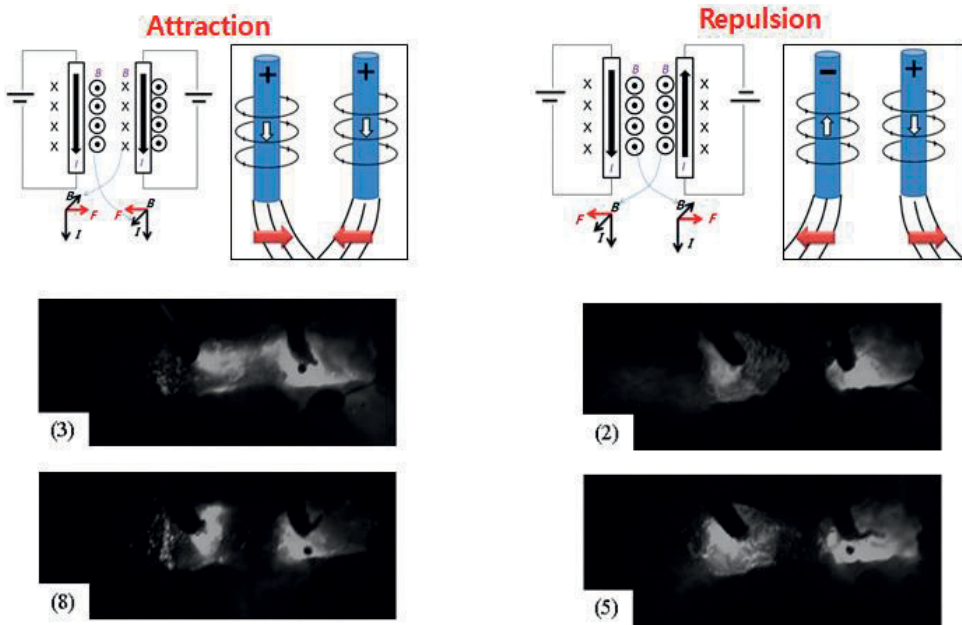 Attraction
Repulsion
B B
B B
X X
X X
X X
X X
X X
X X
X X
X X
I I
I I
+ +
− +
B B
F F
I I
B B
F F
I I
(3)
(2)
(8)
(5)